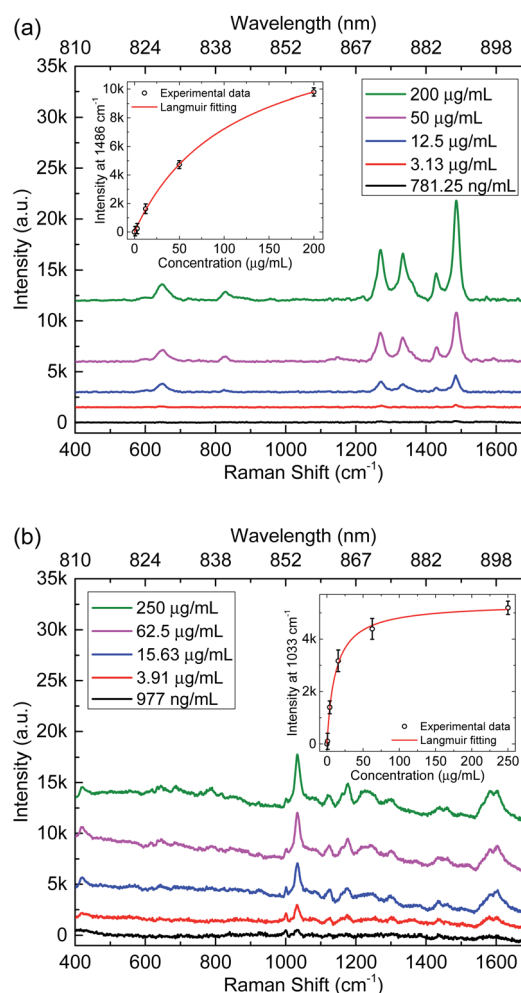 (a)
Wavelength (nm)
810 824 838 852 867 882 898
35k
30k
25k
20k
15k
10k
5k
0
Intensity (a.u.)
10k
8k
6k
4k
2k
0
Intensity at 1486 cm-1
Experimental data
Langmuir fitting
0 50 100 150 200
Concentration (µg/mL)
200 µg/mL
50 µg/mL
12.5 µg/mL
3.13 µg/mL
781.25 ng/mL
400 600 800 1000 1200 1400 1600
Raman Shift (cm-1)
(b)
Wavelength (nm)
810 824 838 852 867 882 898
35k
30k
25k
20k
15k
10k
5k
0
Intensity (a.u.)
250 µg/mL
62.5 µg/mL
15.63 µg/mL
3.91 µg/mL
977 ng/mL
4k
2k
0
Intensity at 1033 cm-1
Experimental data
Langmuir fitting
0 50 100 150 200 250
Concentration (µg/mL)
400 600 800 1000 1200 1400 1600
Raman Shift (cm-1)